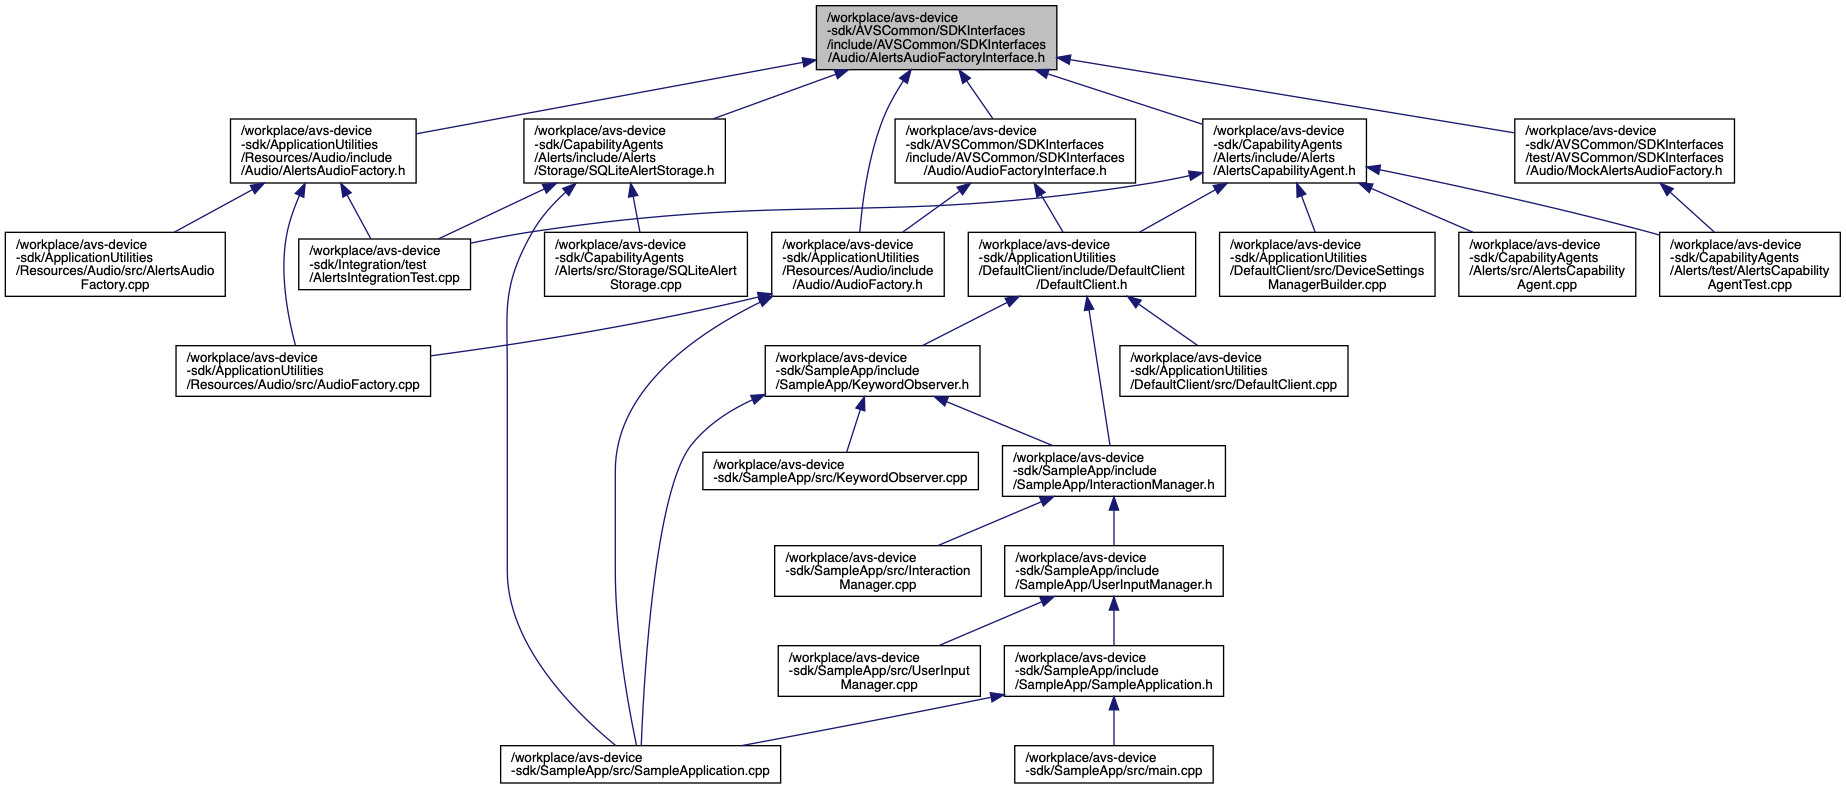 /workplace/avs-device
-sdk/AVSCommon/SDKInterfaces
/include/AVSCommon/SDKInterfaces
/Audio/AlertsAudioFactoryInterface.h
/workplace/avs-device
-sdk/ApplicationUtilities
/Resources/Audio/include
/Audio/AlertsAudioFactory.h
/workplace/avs-device
-sdk/CapabilityAgents
/Alerts/include/Alerts
/Storage/SQLiteAlertStorage.h
/workplace/avs-device
-sdk/AVSCommon/SDKInterfaces
/include/AVSCommon/SDKInterfaces
/Audio/AudioFactoryInterface.h
/workplace/avs-device
-sdk/CapabilityAgents
/Alerts/include/Alerts
/AlertsCapabilityAgent.h
/workplace/avs-device
-sdk/AVSCommon/SDKInterfaces
/test/AVSCommon/SDKInterfaces
/Audio/MockAlertsAudioFactory.h
/workplace/avs-device
-sdk/ApplicationUtilities
/Resources/Audio/src/AlertsAudio
Factory.cpp
/workplace/avs-device
-sdk/Integration/test
/AlertsIntegrationTest.cpp
/workplace/avs-device
-sdk/CapabilityAgents
/Alerts/src/Storage/SQLiteAlert
Storage.cpp
/workplace/avs-device
-sdk/ApplicationUtilities
/Resources/Audio/include
/Audio/AudioFactory.h
/workplace/avs-device
-sdk/ApplicationUtilities
/DefaultClient/include/DefaultClient
/DefaultClient.h
/workplace/avs-device
-sdk/ApplicationUtilities
/DefaultClient/src/DeviceSettings
ManagerBuilder.cpp
/workplace/avs-device
-sdk/CapabilityAgents
/Alerts/src/AlertsCapability
Agent.cpp
/workplace/avs-device
-sdk/CapabilityAgents
/Alerts/test/AlertsCapability
AgentTest.cpp
/workplace/avs-device
-sdk/ApplicationUtilities
/Resources/Audio/src/AudioFactory.cpp
/workplace/avs-device
-sdk/SampleApp/include
/SampleApp/KeywordObserver.h
/workplace/avs-device
-sdk/ApplicationUtilities
/DefaultClient/src/DefaultClient.cpp
/workplace/avs-device
-sdk/SampleApp/src/KeywordObserver.cpp
/workplace/avs-device
-sdk/SampleApp/include
/SampleApp/InteractionManager.h
/workplace/avs-device
-sdk/SampleApp/src/Interaction
Manager.cpp
/workplace/avs-device
-sdk/SampleApp/include
/SampleApp/UserInputManager.h
/workplace/avs-device
-sdk/SampleApp/src/UserInput
Manager.cpp
/workplace/avs-device
-sdk/SampleApp/include
/SampleApp/SampleApplication.h
/workplace/avs-device
-sdk/SampleApp/src/SampleApplication.cpp
/workplace/avs-device
-sdk/SampleApp/src/main.cpp